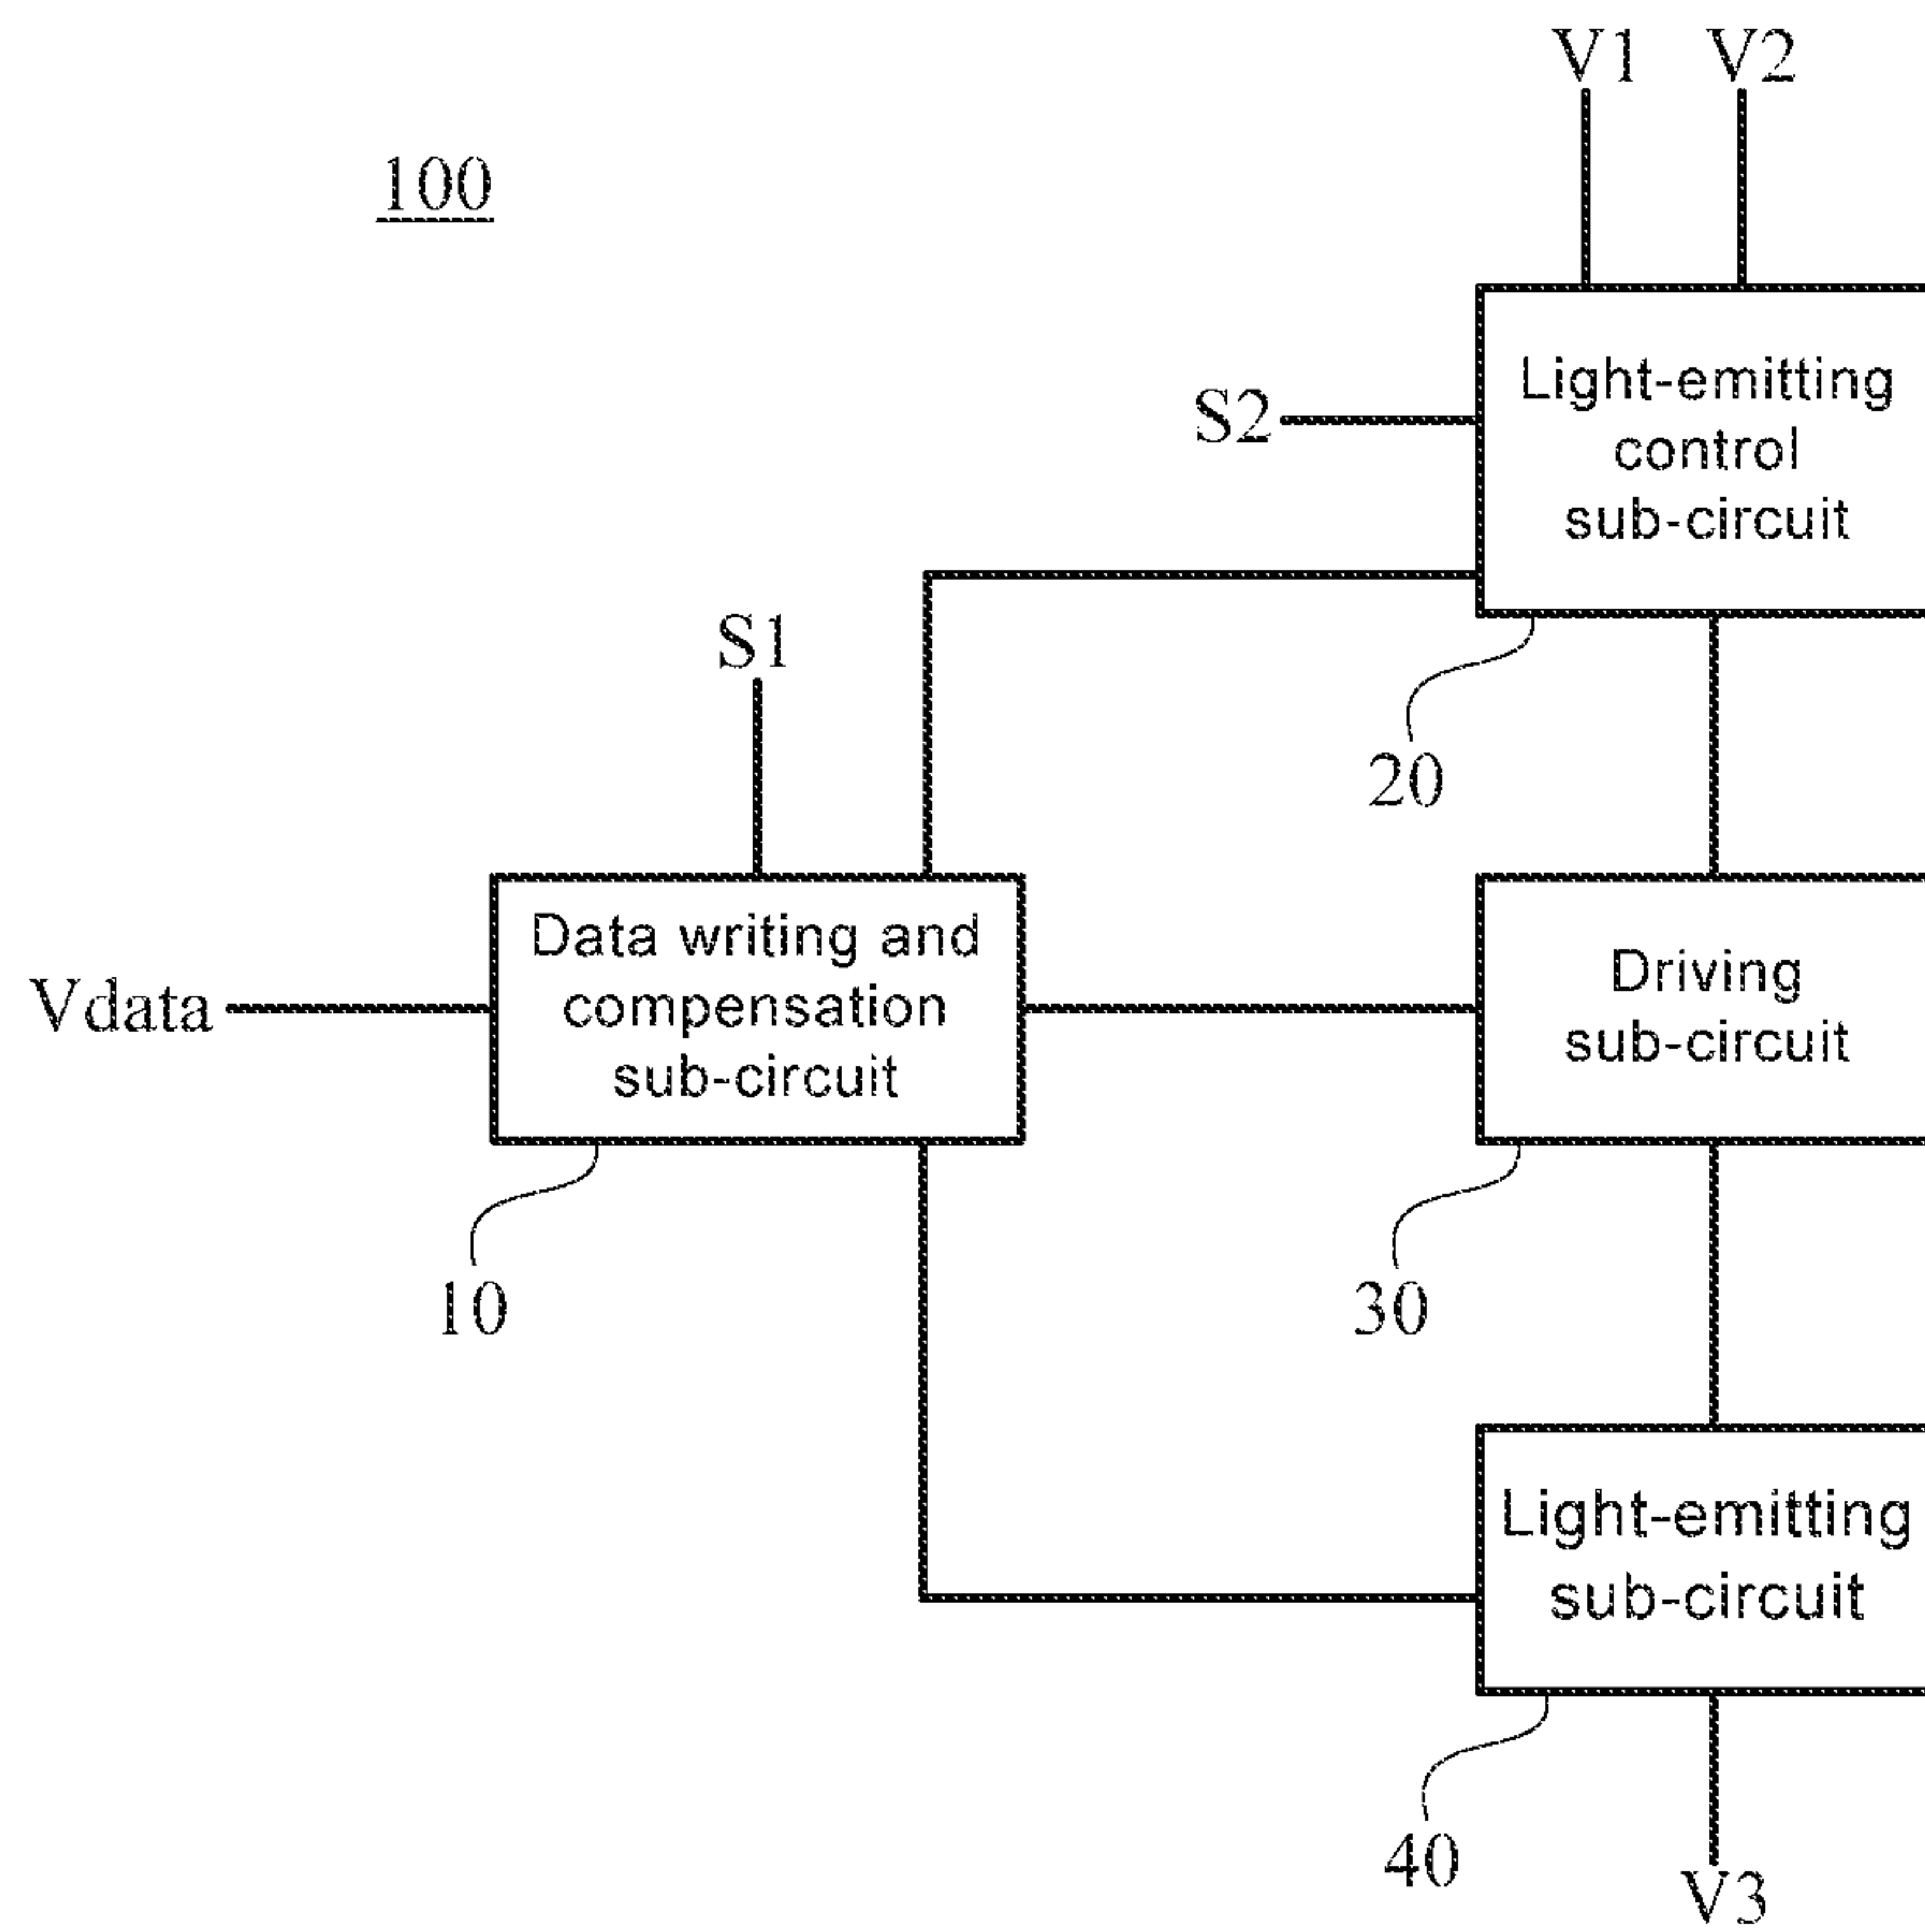 V1 V2
100
Light-emitting
control
sub-circuit
S2
S1
20
Data writing and
compensation
sub-circuit
Vdata
Driving
sub-circuit
10
30
Light-emitting
sub-circuit
40
V3